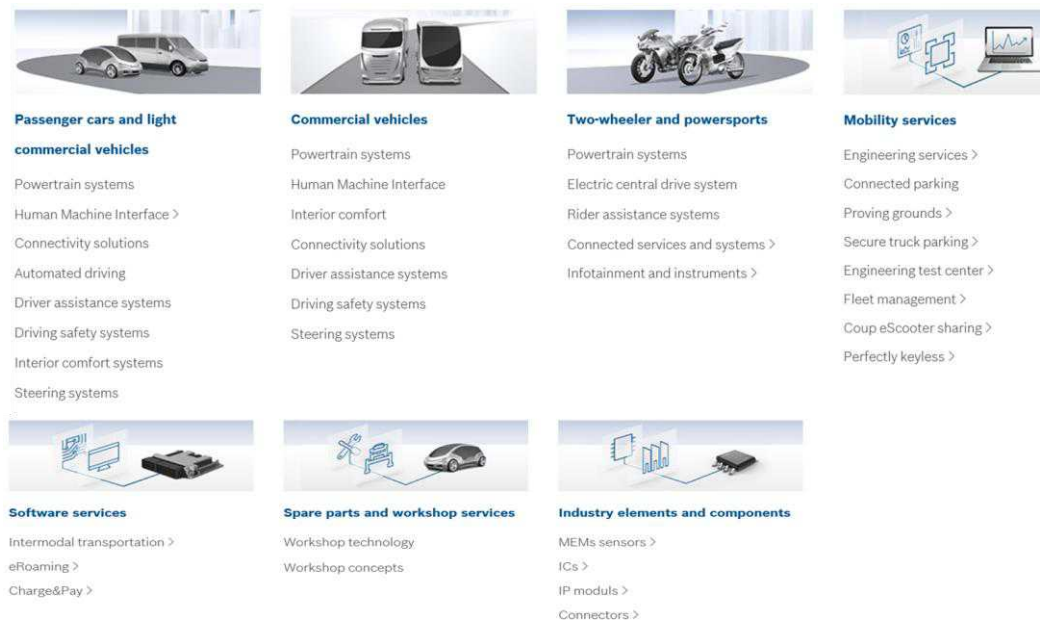 Passenger cars and light
commercial vehicles
Powertrain systems
Human Machine Interface >
Connectivity solutions
Automated driving
Driver assistance systems
Driving safety systems
Interior comfort systems
Steering systems
Commercial vehicles
Powertrain systems
Human Machine Interface
Interior comfort
Connectivity solutions
Driver assistance systems
Driving safety systems
Steering systems
Two-wheeler and powersports
Powertrain systems
Electric central drive system
Rider assistance systems
Connected services and systems >
Infotainment and instruments >
Mobility services
Engineering services >
Connected parking
Proving grounds >
Secure truck parking >
Engineering test center >
Fleet management >
Coup eScooter sharing >
Perfectly keyless >
Software services
Intermodal transportation >
eRoaming >
Charge&Pay >
Spare parts and workshop services
Workshop technology
Workshop concepts
Industry elements and components
MEMs sensors >
ICs >
IP moduls >
Connectors >